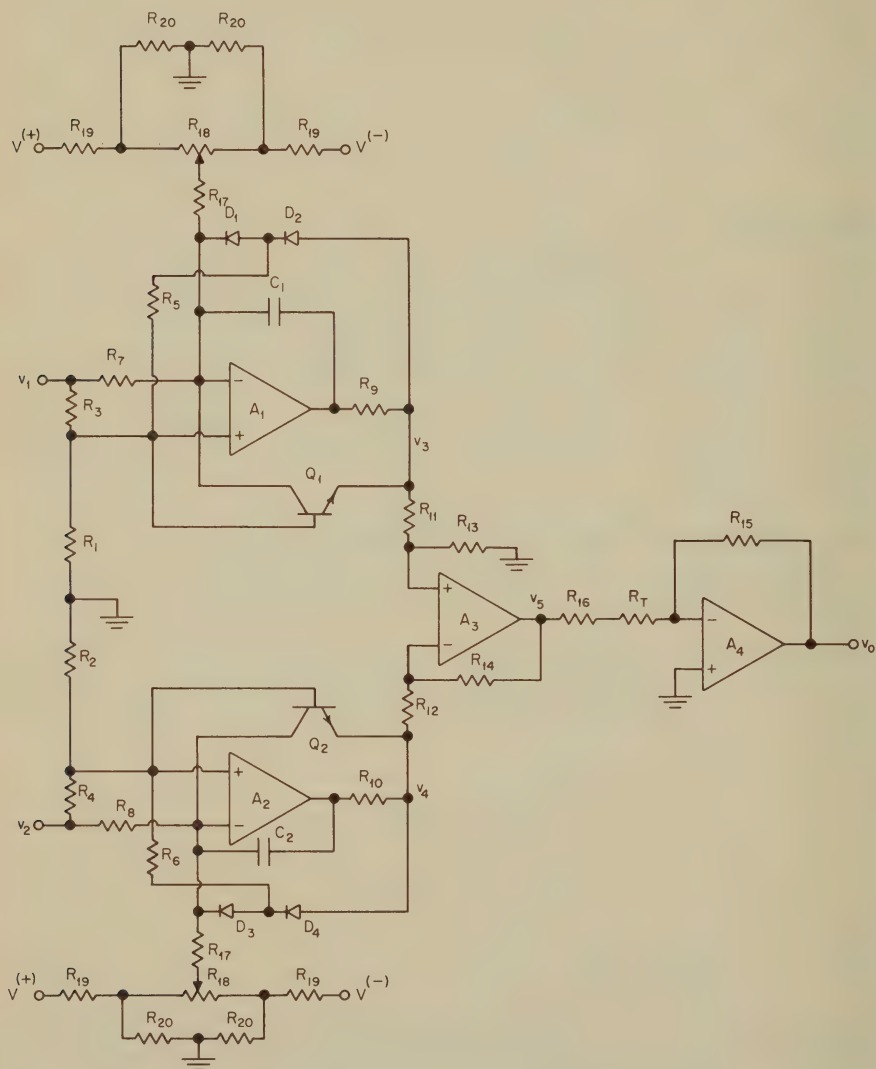 R20 R20
R19 R18 R19
V(+) V(-)
R17
D1 D2
R5 C1
R7
v1
R3 A1 R9
- +
v3
Q1
R11 R13
R1
R15
+ A3 v5 R16 RT - A4 vo
- +
R2 R14
R12
Q2
+ A2 R10 v4
R4 R8 -
v2 C2
R6
D3 D4
R17
V(+) R19 R18 R19 V(-)
R20 R20